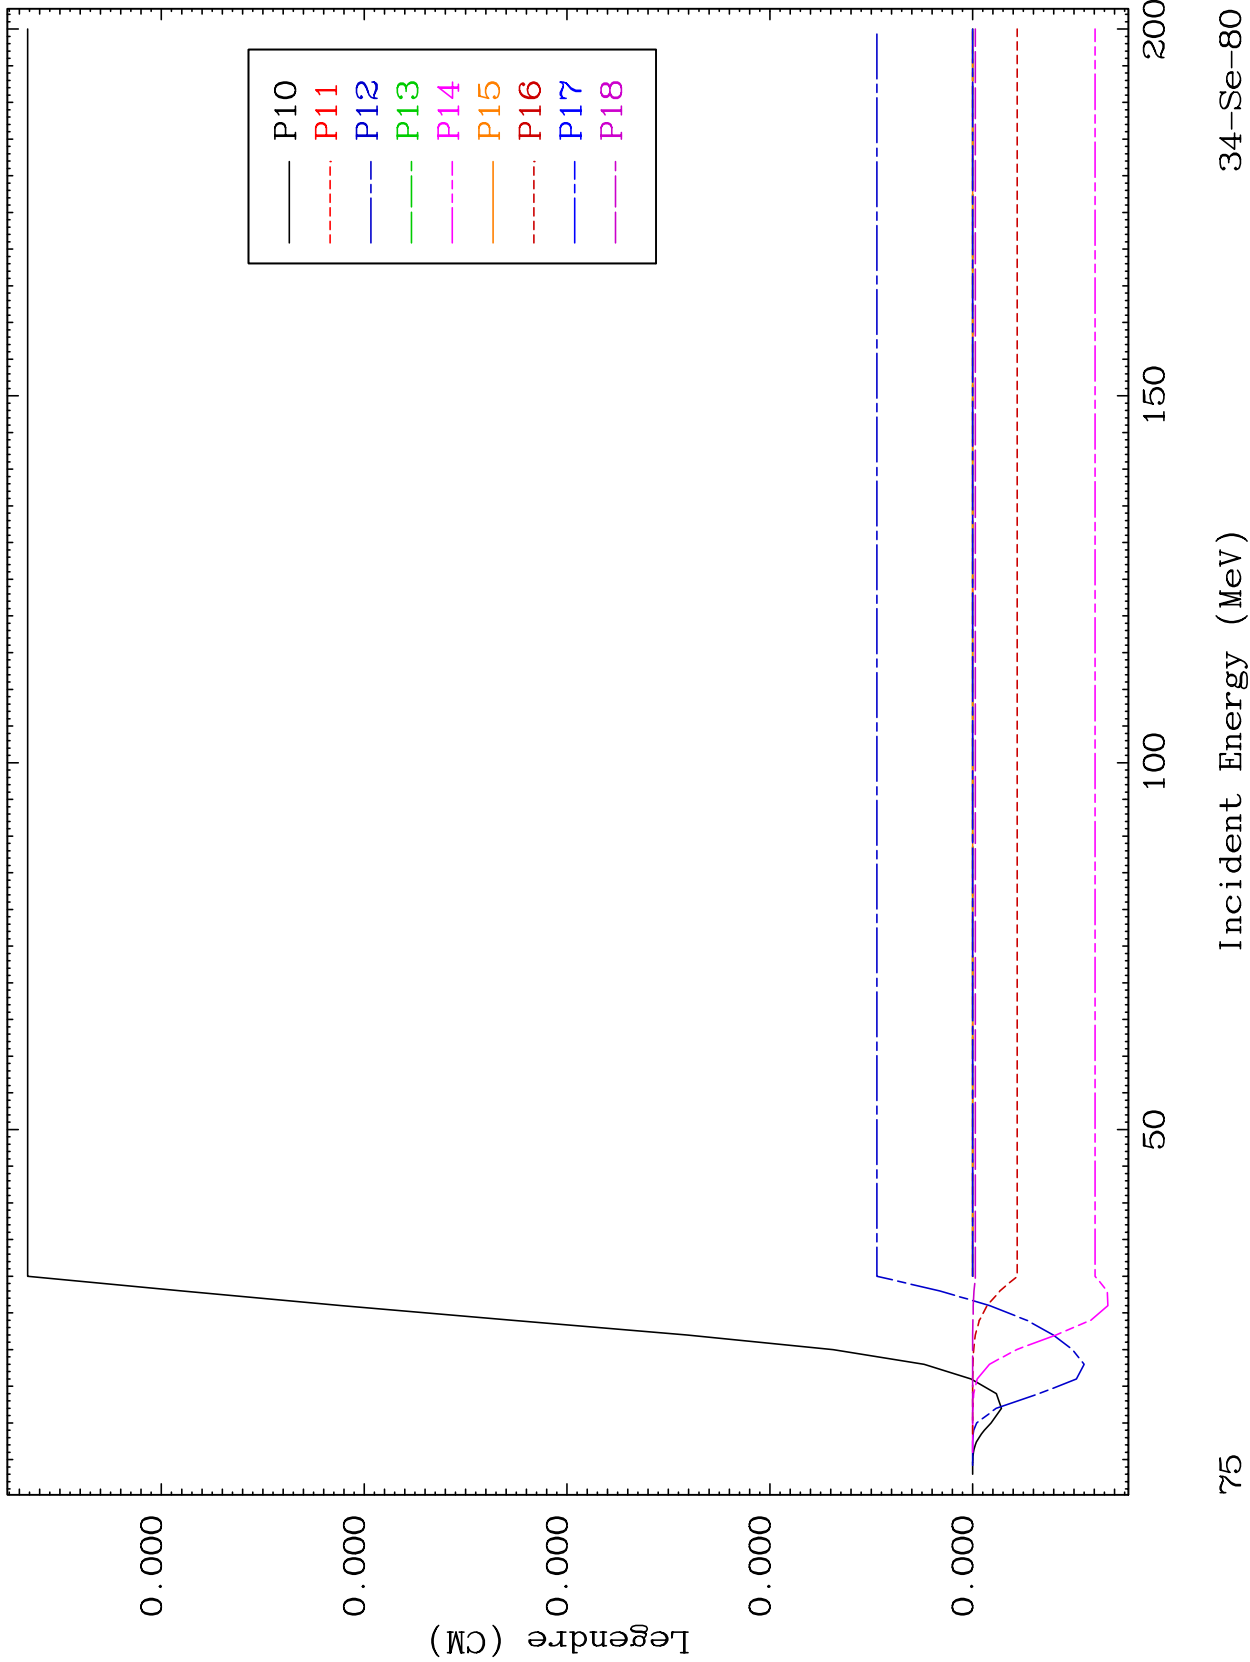 P10
P11
P12
P13
P14
P15
P16
P17
P18
0.000
0.000
0.000
0.000
0.000
Legendre (CM)
50
100
150
200
Incident Energy (MeV)
75
34-Se-80